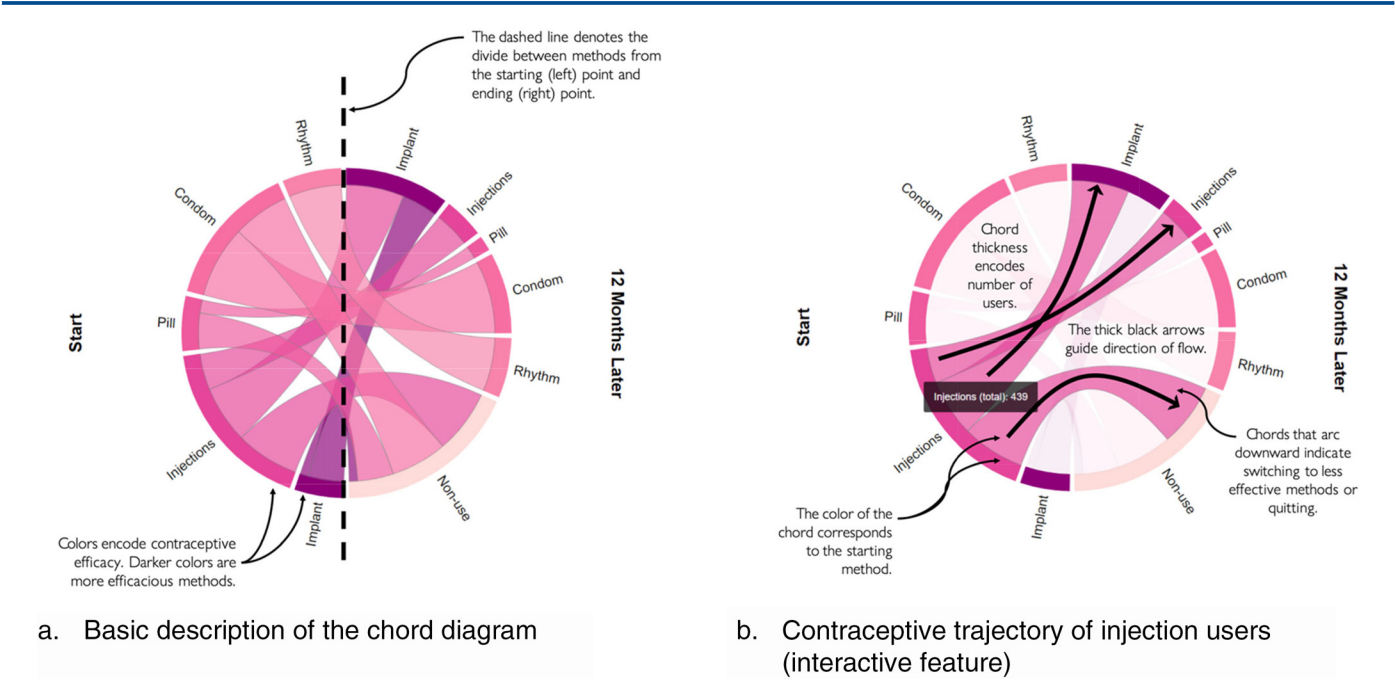 The dashed line denotes the
divide between methods from
the starting (left) point and
ending (right) point.
Rhythm
Implant
Condom
Injections
Pill
Condom
Pill
Rhythm
Injections
Implant
Non-use
Start
12 Months Later
Colors encode contraceptive
efficacy. Darker colors are
more efficacious methods.
a. Basic description of the chord diagram
Rhythm
Implant
Condom
Injections
Pill
Condom
Pill
Rhythm
Injections
Implant
Non-use
Start
12 Months Later
Chord
thickness
encodes
number of
users.
The thick black arrows
guide direction of flow.
Injections (total): 439
Chords that arc
downward indicate
switching to less
effective methods or
quitting.
The color of the
chord corresponds
to the starting
method.
b. Contraceptive trajectory of injection users
(interactive feature)